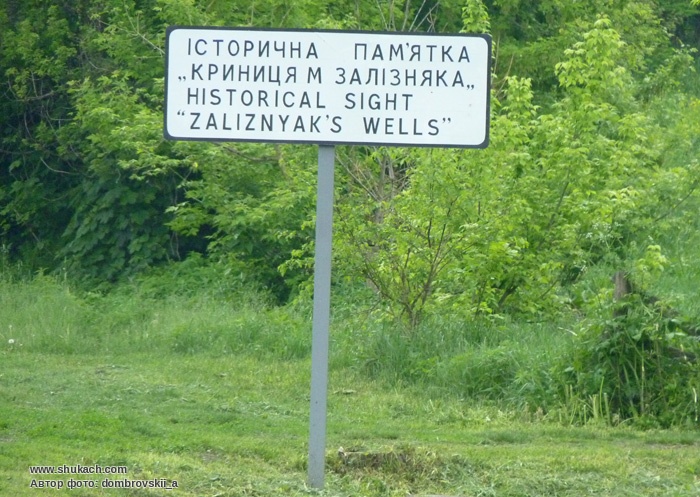 ІСТОРИЧНА ПАМ'ЯТКА
„КРИНИЦЯ М ЗАЛІЗНЯКА„
HISTORICAL SIGHT
“ZALIZNYAK'S WELLS”
www.shukach.com
Автор фото: dombrovskii_a